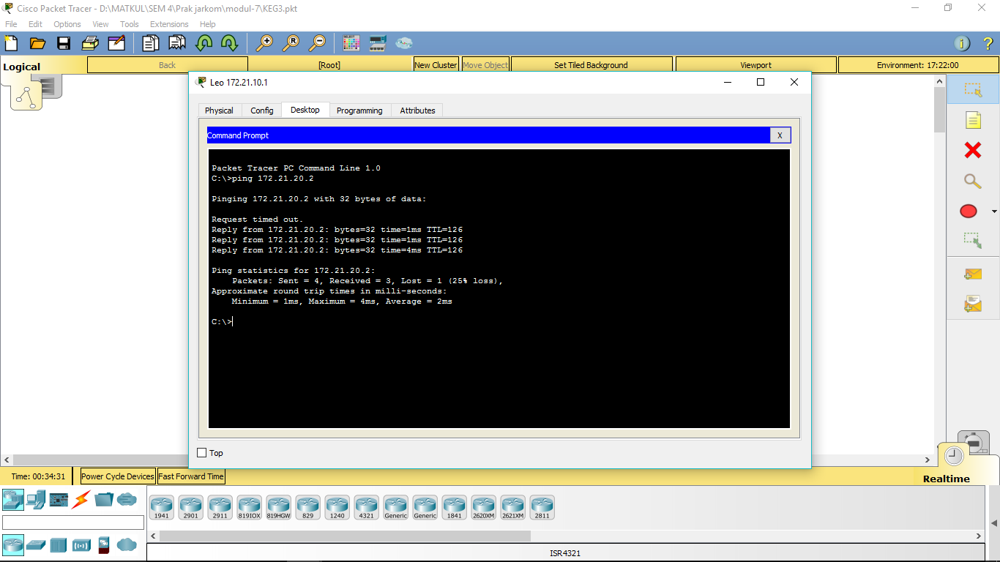 Cisco Packet Tracer - D:\MATKUL\SEM 4\Prak jarkom\modul-7\KEG3.pkt
File Edit Options View Tools Extensions Help
Logical Back [Root] New Cluster Move Object Set Tiled Background Viewport Environment: 17:22:00
Leo 172.21.10.1
Physical Config Desktop Programming Attributes
Command Prompt X
Packet Tracer PC Command Line 1.0
C:\>ping 172.21.20.2
Pinging 172.21.20.2 with 32 bytes of data:
Request timed out.
Reply from 172.21.20.2: bytes=32 time=1ms TTL=126
Reply from 172.21.20.2: bytes=32 time=1ms TTL=126
Reply from 172.21.20.2: bytes=32 time=4ms TTL=126
Ping statistics for 172.21.20.2:
Packets: Sent = 4, Received = 3, Lost = 1 (25% loss),
Approximate round trip times in milli-seconds:
Minimum = 1ms, Maximum = 4ms, Average = 2ms
C:\>
Top
Time: 00:34:31 Power Cycle Devices Fast Forward Time Realtime
1941 2901 2911 819IOX 819HGW 829 1240 4321 Generic Generic 1841 2620XM 2621XM 2811
ISR4321